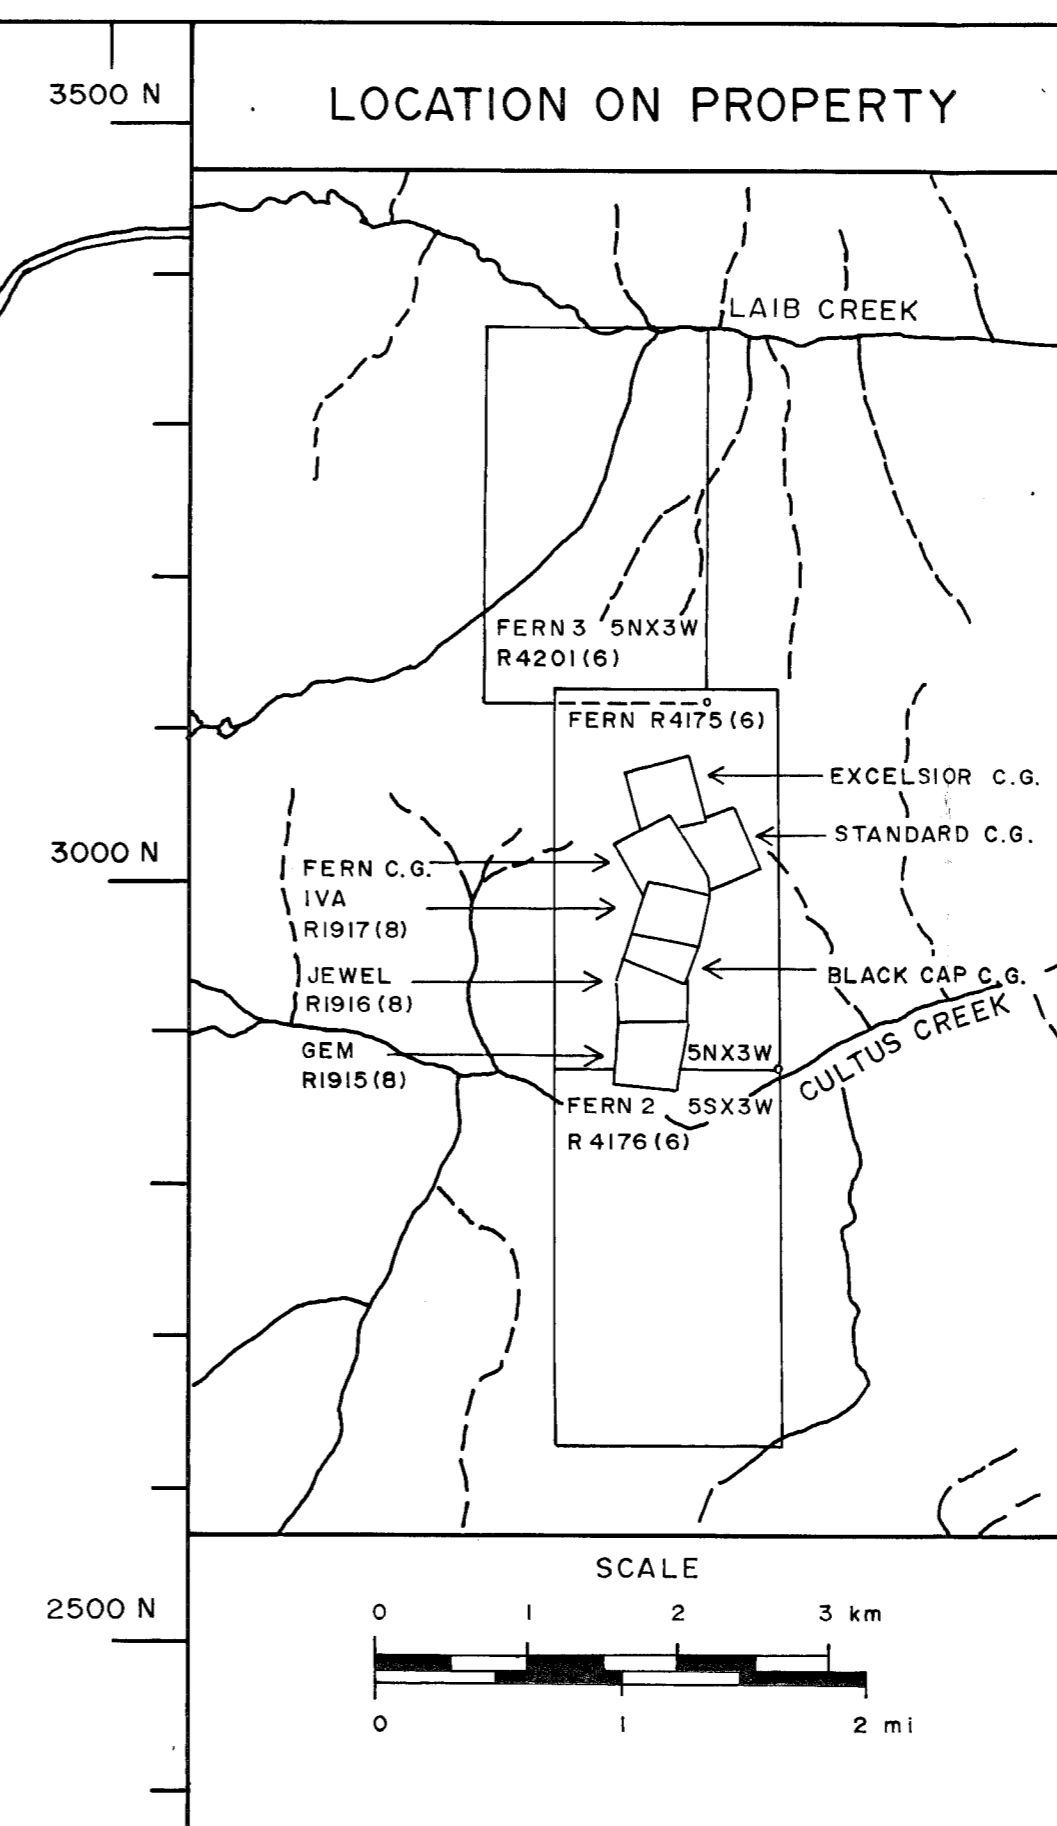 3500 N
LOCATION ON PROPERTY
LAIB CREEK
FERN 3 5NX3W
R4201(6)
FERN R4175(6)
EXCELSIOR C.G.
STANDARD C.G.
3000 N
FERN C.G.
IVA
R1917(8)
JEWEL
R1916(8)
BLACK CAP C.G.
GEM
R1915(8)
5NX3W
CULTUS CREEK
FERN 2 5SX3W
R4176(6)
SCALE
2500 N
0 1 2 3 km
0 1 2 mi